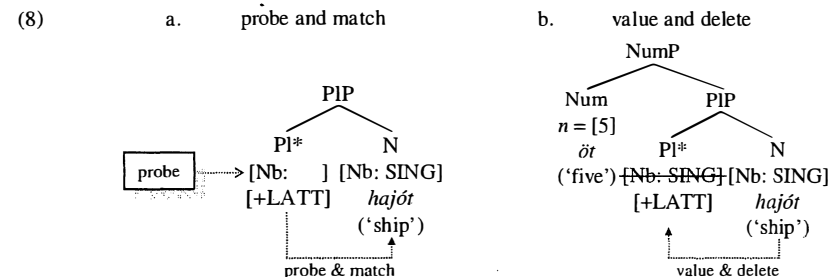 (8) a. probe and match b. value and delete
NumP
PlP Num PlP
n = [5]
Pl* N öt Pl* N
probe [Nb: ] [Nb: SING] ('five') [Nb: SING] [Nb: SING]
[+LATT] hajót [+LATT] hajót
('ship') ('ship')
probe & match value & delete